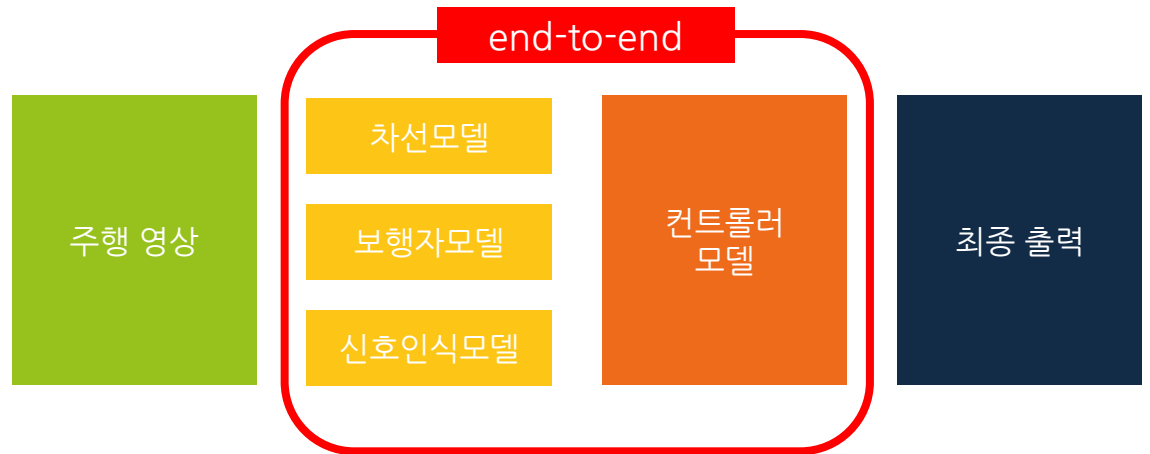 end-to-end
주행 영상
차선모델
보행자모델
신호인식모델
컨트롤러
모델
최종 출력